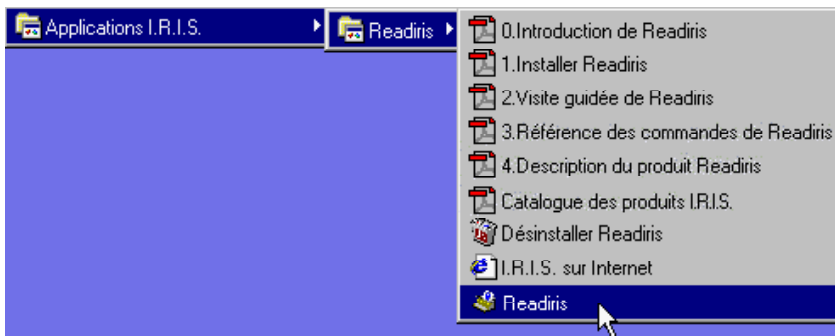 Applications I.R.I.S.
Readiris
0.Introduction de Readiris
1.Installer Readiris
2.Visite guidée de Readiris
3.Référence des commandes de Readiris
4.Description du produit Readiris
Catalogue des produits I.R.I.S.
Désinstaller Readiris
I.R.I.S. sur Internet
Readiris